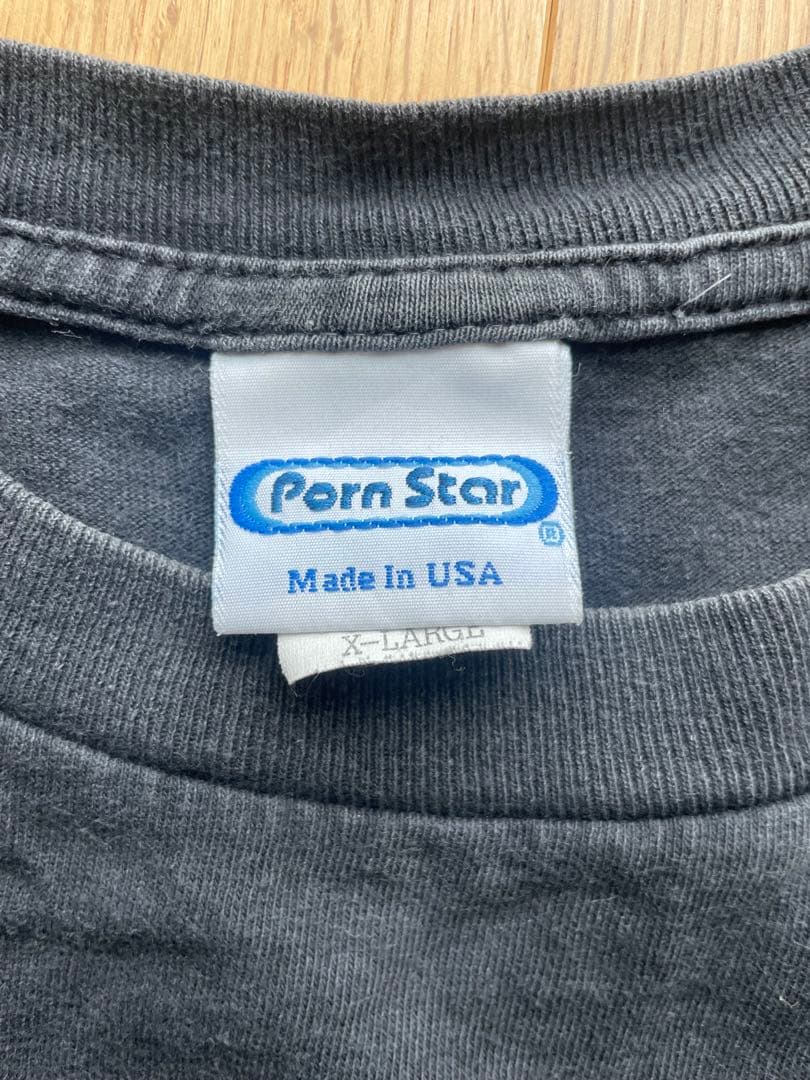 Porn Star
®
Made In USA
X-LARGE